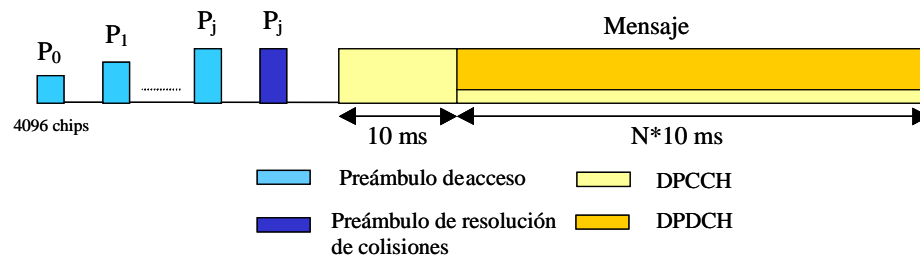 Mensaje
P0 P1 Pj Pj
4096 chips
10 ms N*10 ms
Preámbulo deacceso DPCCH
Preámbulo de resolución DPDCH
de colisiones